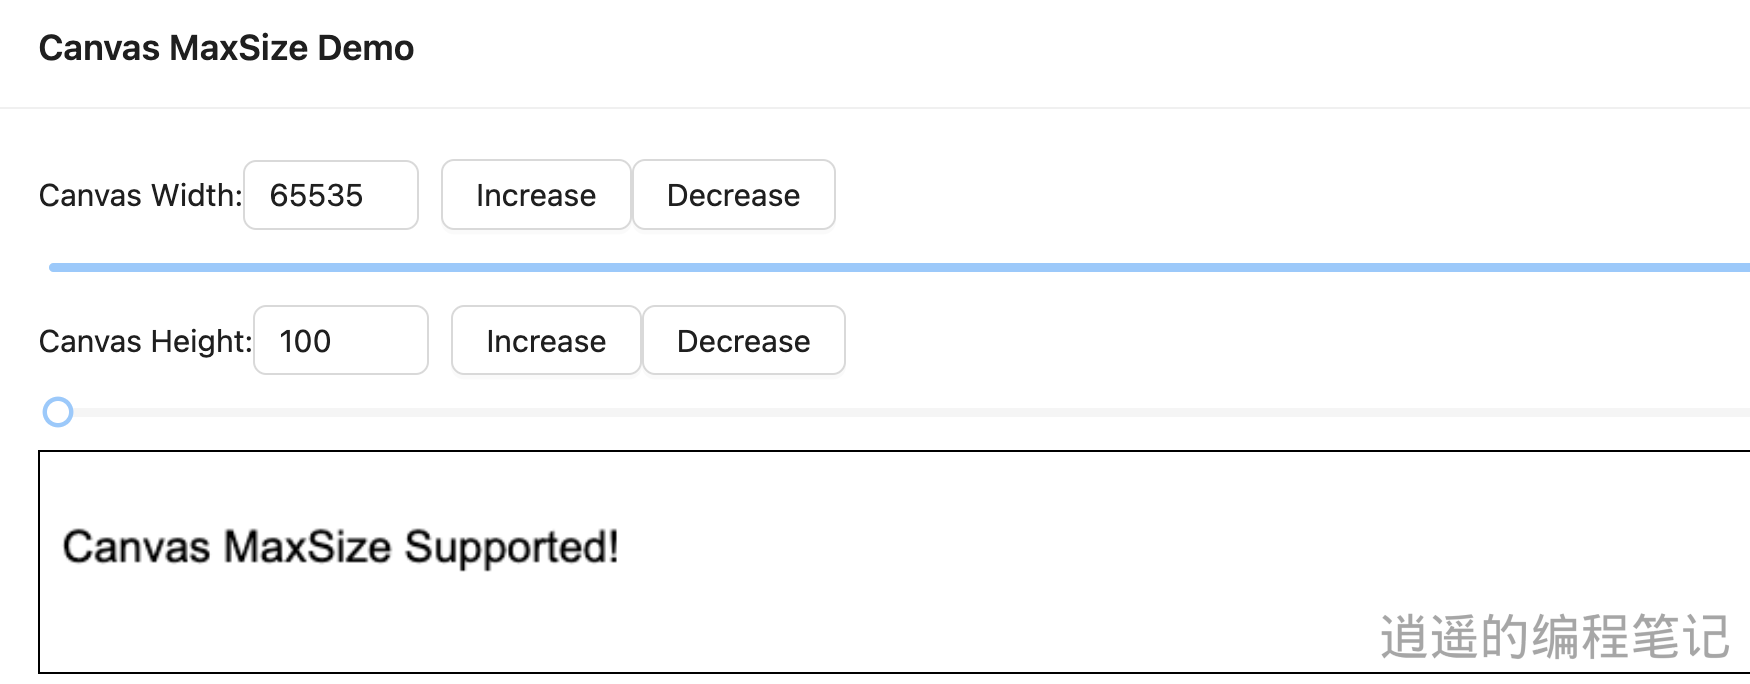 Canvas MaxSize Demo
Canvas Width: 65535 Increase Decrease
Canvas Height: 100 Increase Decrease
Canvas MaxSize Supported!
逍遥的编程笔记